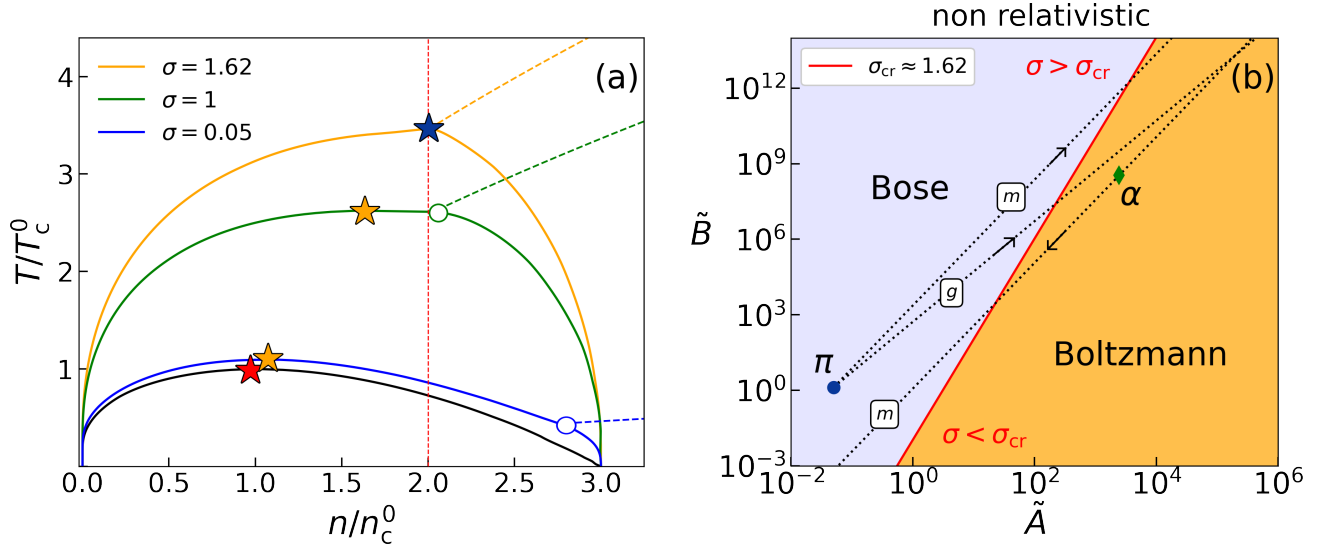 non relativistic
4
3
2
1
T/T_c^0
σ = 1.62
σ = 1
σ = 0.05
(a)
0.0 0.5 1.0 1.5 2.0 2.5 3.0
n/n_c^0
10^12
10^9
10^6
10^3
10^0
10^−3
B̃
σ_cr ≈ 1.62
σ > σ_cr
(b)
Bose
m
α
g
Boltzmann
π
m
σ < σ_cr
10^−2 10^0 10^2 10^4 10^6
Ã